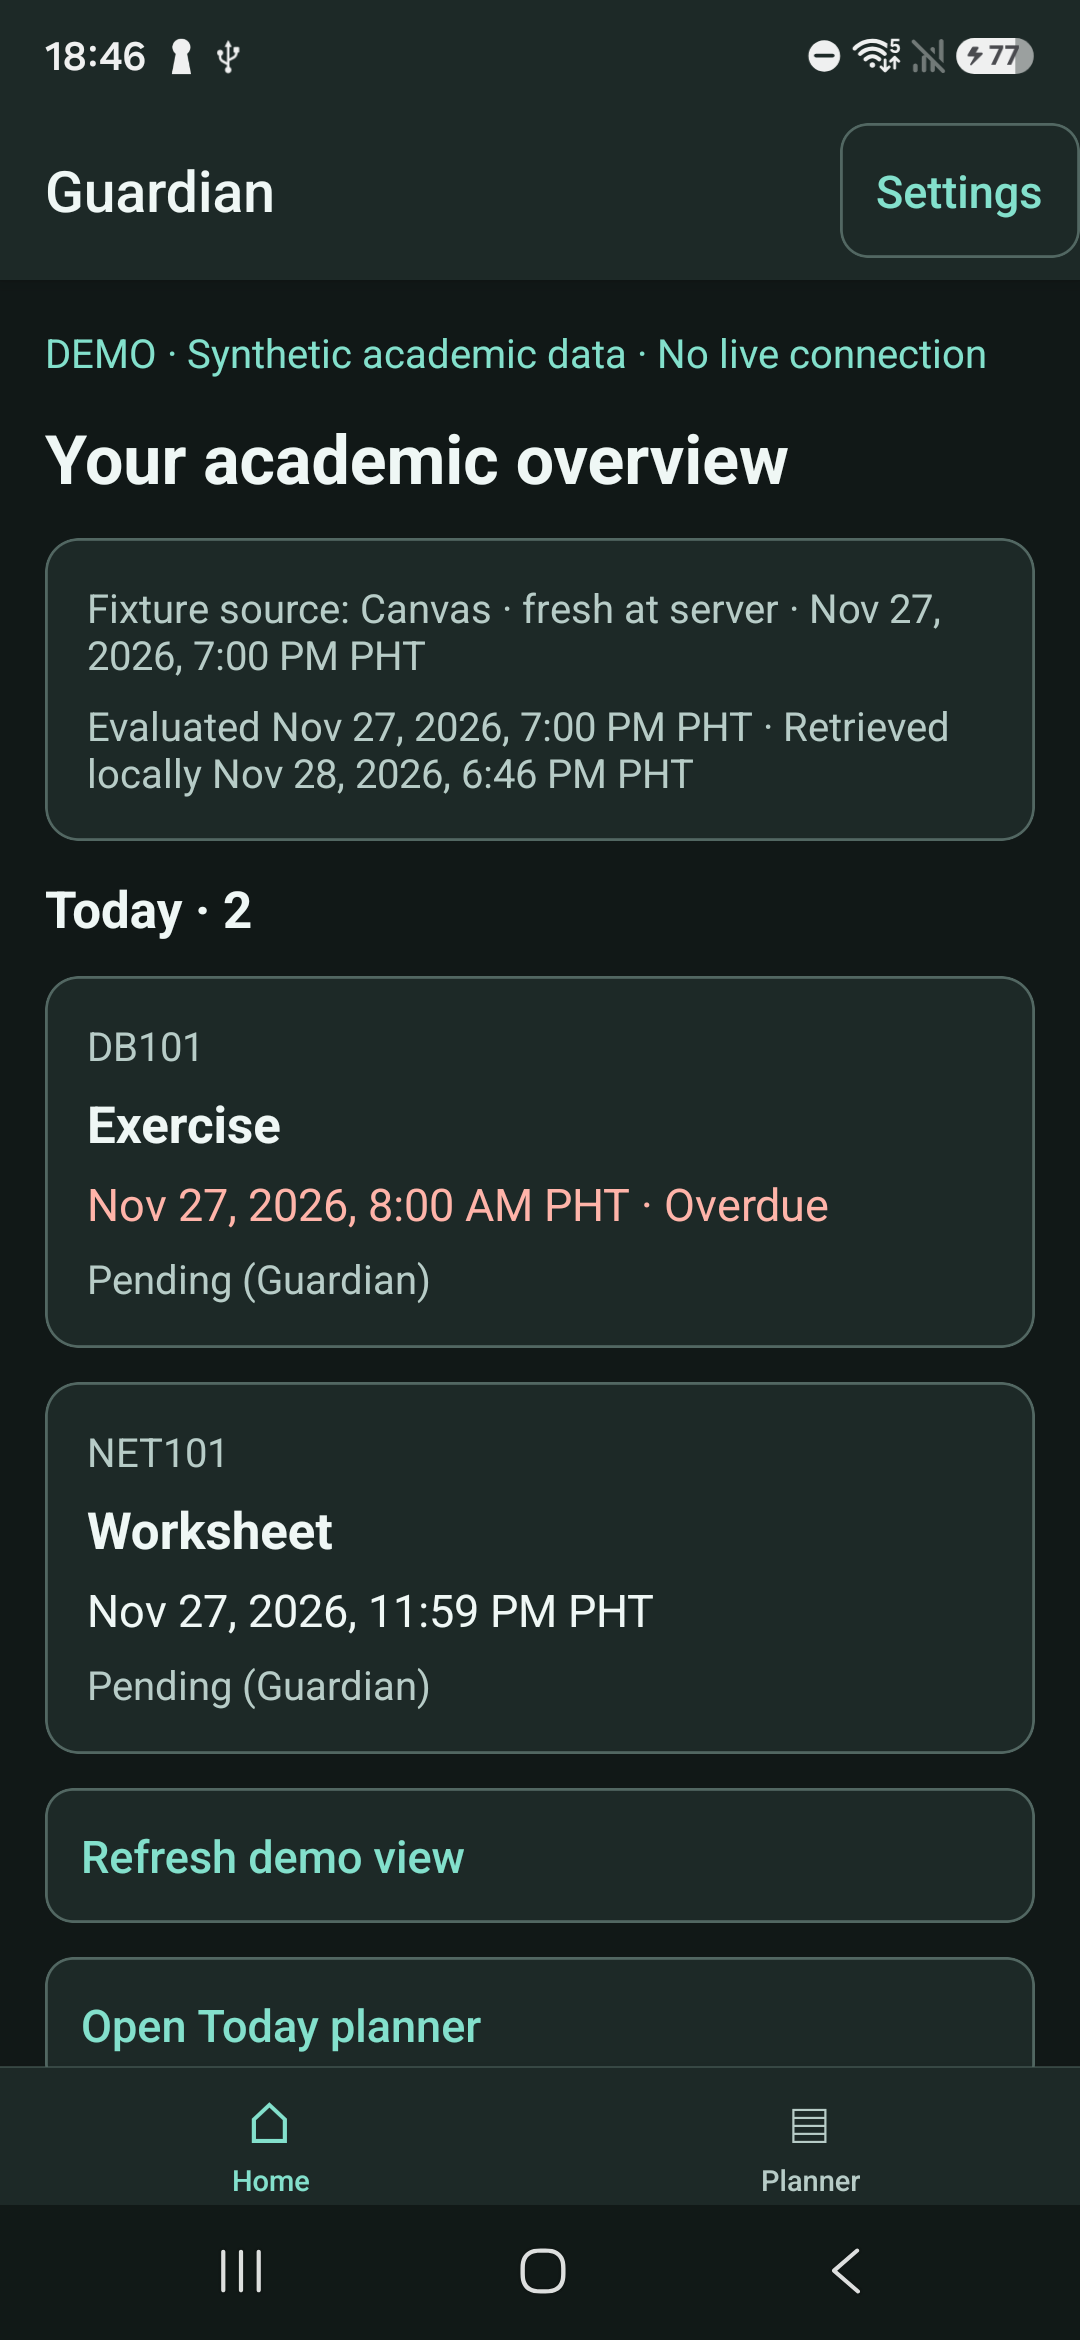 18:46
5
77
Guardian
Settings
DEMO · Synthetic academic data · No live connection
Your academic overview
Fixture source: Canvas · fresh at server · Nov 27,
2026, 7:00 PM PHT
Evaluated Nov 27, 2026, 7:00 PM PHT · Retrieved
locally Nov 28, 2026, 6:46 PM PHT
Today · 2
DB101
Exercise
Nov 27, 2026, 8:00 AM PHT · Overdue
Pending (Guardian)
NET101
Worksheet
Nov 27, 2026, 11:59 PM PHT
Pending (Guardian)
Refresh demo view
Open Today planner
Home
Planner